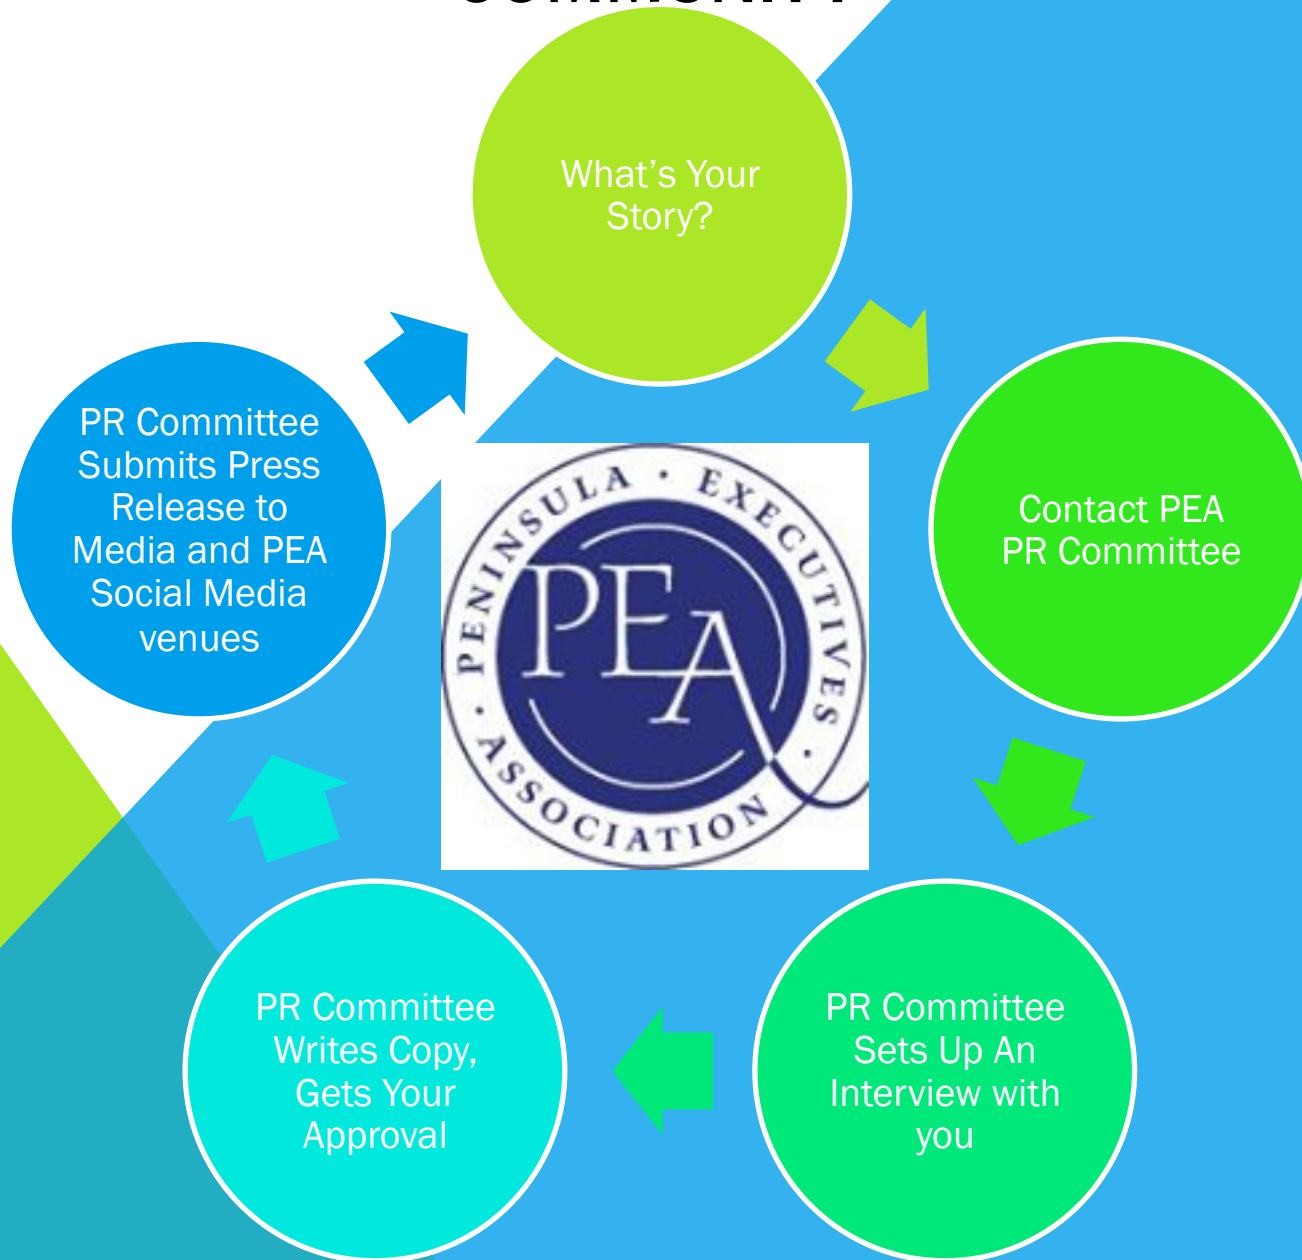 What's Your
Story?
Contact PEA
PR Committee
PR Committee
Sets Up An
Interview with
you
PR Committee
Writes Copy,
Gets Your
Approval
PR Committee
Submits Press
Release to
Media and PEA
Social Media
venues
PENINSULA · EXECUTIVES · ASSOCIATION ·
PEA